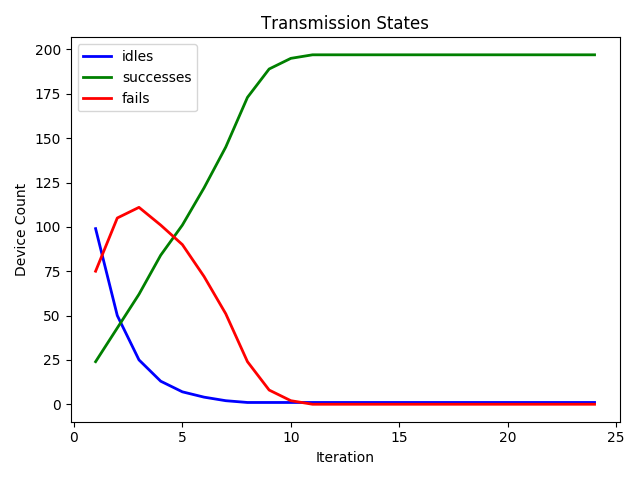 Transmission States
idles
successes
fails
Device Count
200
175
150
125
100
75
50
25
0
0 5 10 15 20 25
Iteration